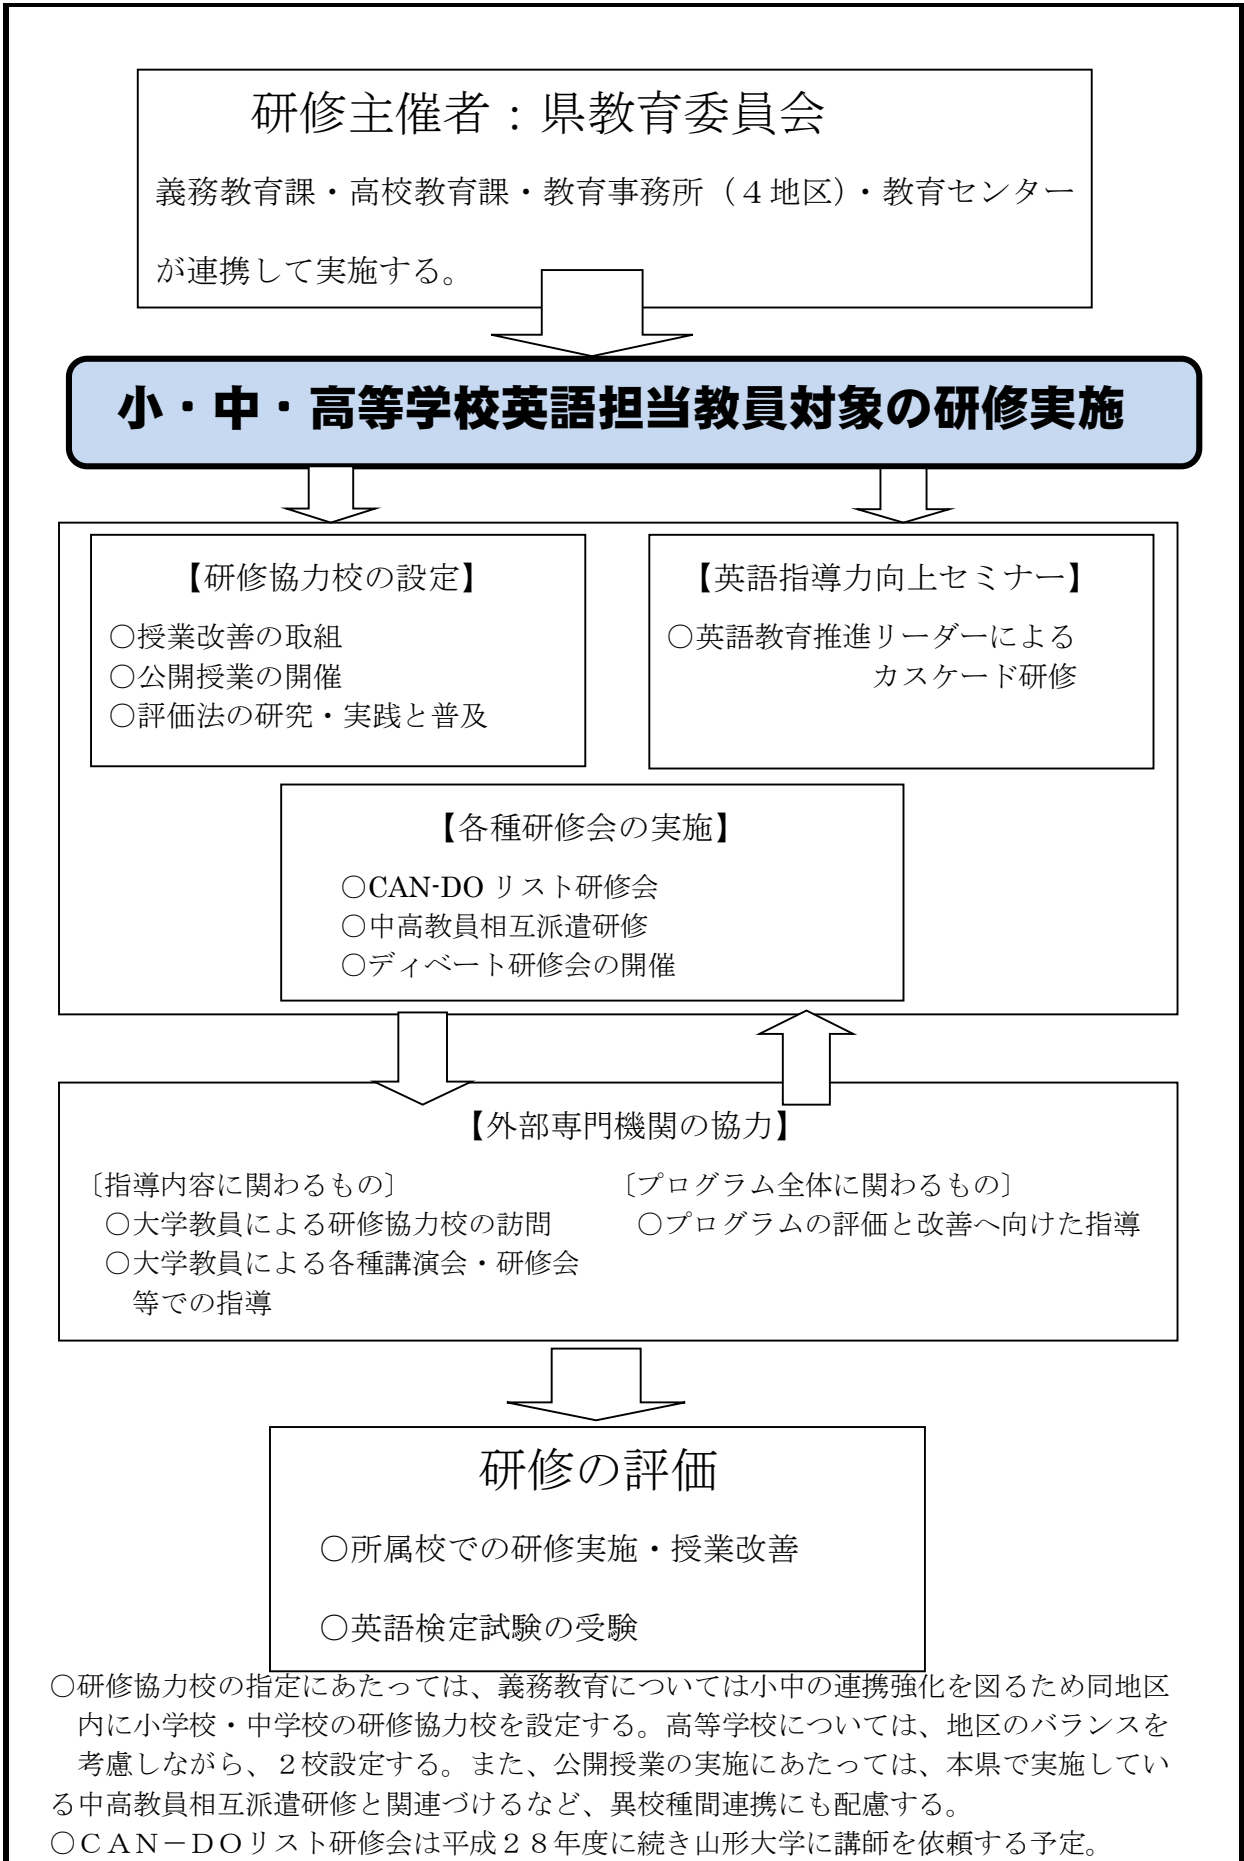 研修主催者：県教育委員会
義務教育課・高校教育課・教育事務所（４地区）・教育センター
が連携して実施する。
小・中・高等学校英語担当教員対象の研修実施
【研修協力校の設定】
○授業改善の取組
○公開授業の開催
○評価法の研究・実践と普及
【英語指導力向上セミナー】
○英語教育推進リーダーによる
カスケード研修
【各種研修会の実施】
○CAN-DO リスト研修会
○中高教員相互派遣研修
○ディベート研修会の開催
【外部専門機関の協力】
〔指導内容に関わるもの〕
○大学教員による研修協力校の訪問
○大学教員による各種講演会・研修会
等での指導
〔プログラム全体に関わるもの〕
○プログラムの評価と改善へ向けた指導
研修の評価
○所属校での研修実施・授業改善
○英語検定試験の受験
○研修協力校の指定にあたっては、義務教育については小中の連携強化を図るため同地区
内に小学校・中学校の研修協力校を設定する。高等学校については、地区のバランスを
考慮しながら、２校設定する。また、公開授業の実施にあたっては、本県で実施してい
る中高教員相互派遣研修と関連づけるなど、異校種間連携にも配慮する。
○ＣＡＮ－ＤＯリスト研修会は平成２８年度に続き山形大学に講師を依頼する予定。